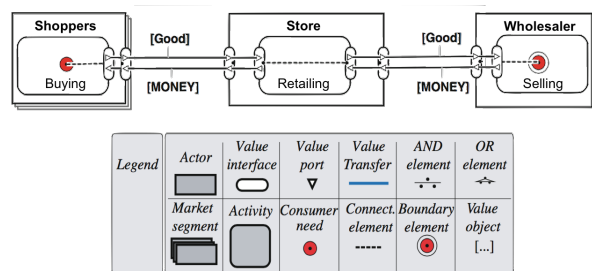 Shoppers
Store
Wholesaler
[Good]
[Good]
Buying
Retailing
Selling
[MONEY]
[MONEY]
Legend
Actor
Value
interface
Value
port
Value
Transfer
AND
element
OR
element
Market
segment
Activity
Consumer
need
Connect.
element
Boundary
element
Value
object
[...]